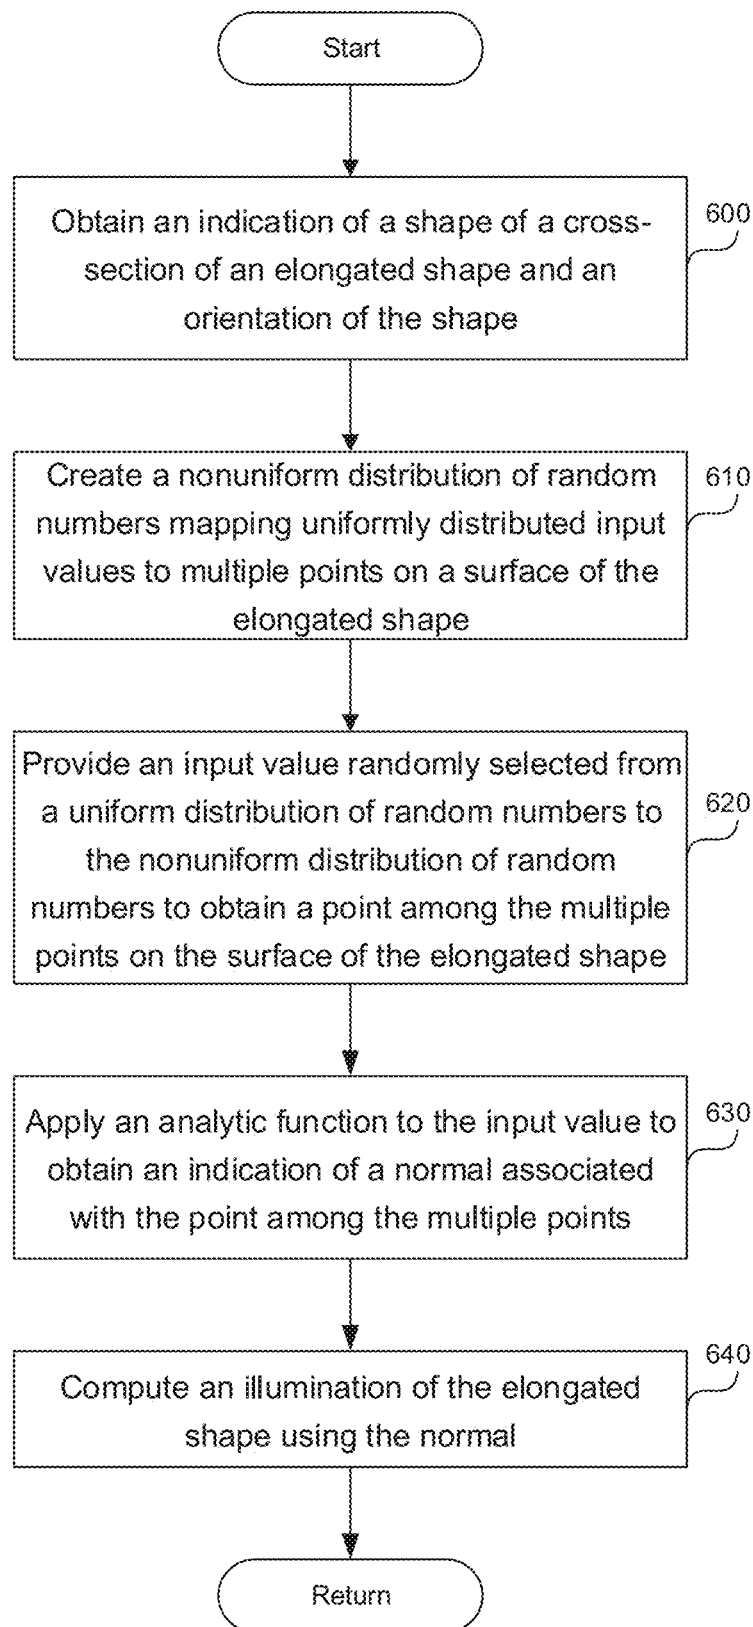 Start
Obtain an indication of a shape of a cross-
section of an elongated shape and an
orientation of the shape
600
Create a nonuniform distribution of random
numbers mapping uniformly distributed input
values to multiple points on a surface of the
elongated shape
610
Provide an input value randomly selected from
a uniform distribution of random numbers to
the nonuniform distribution of random
numbers to obtain a point among the multiple
points on the surface of the elongated shape
620
Apply an analytic function to the input value to
obtain an indication of a normal associated
with the point among the multiple points
630
Compute an illumination of the elongated
shape using the normal
640
Return